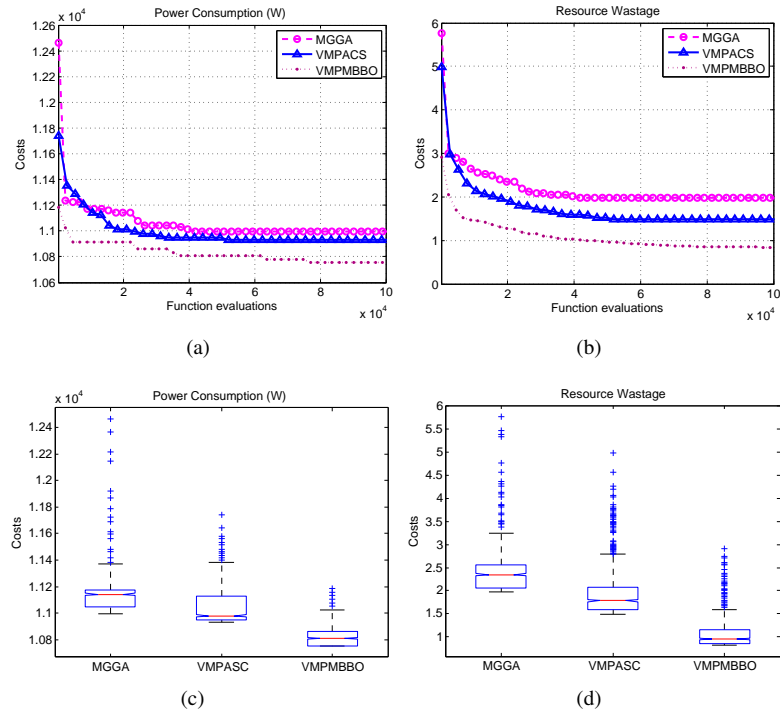 Power Consumption (W)
x 10^4
1.26
1.24
1.22
1.2
1.18
1.16
1.14
1.12
1.1
1.08
1.06
Costs
MGGA
VMPACS
VMPMBBO
2 4 6 8 10
Function evaluations
x 10^4
(a)
Resource Wastage
6
5
4
3
2
1
0
Costs
MGGA
VMPACS
VMPMBBO
0 2 4 6 8 10
Function evaluations
x 10^4
(b)
x 10^4
Power Consumption (W)
1.24
1.22
1.2
1.18
1.16
1.14
1.12
1.1
1.08
Costs
MGGA VMPASC VMPMBBO
(c)
Resource Wastage
6
5.5
5
4.5
4
3.5
3
2.5
2
1.5
1
Costs
MGGA VMPASC VMPMBBO
(d)